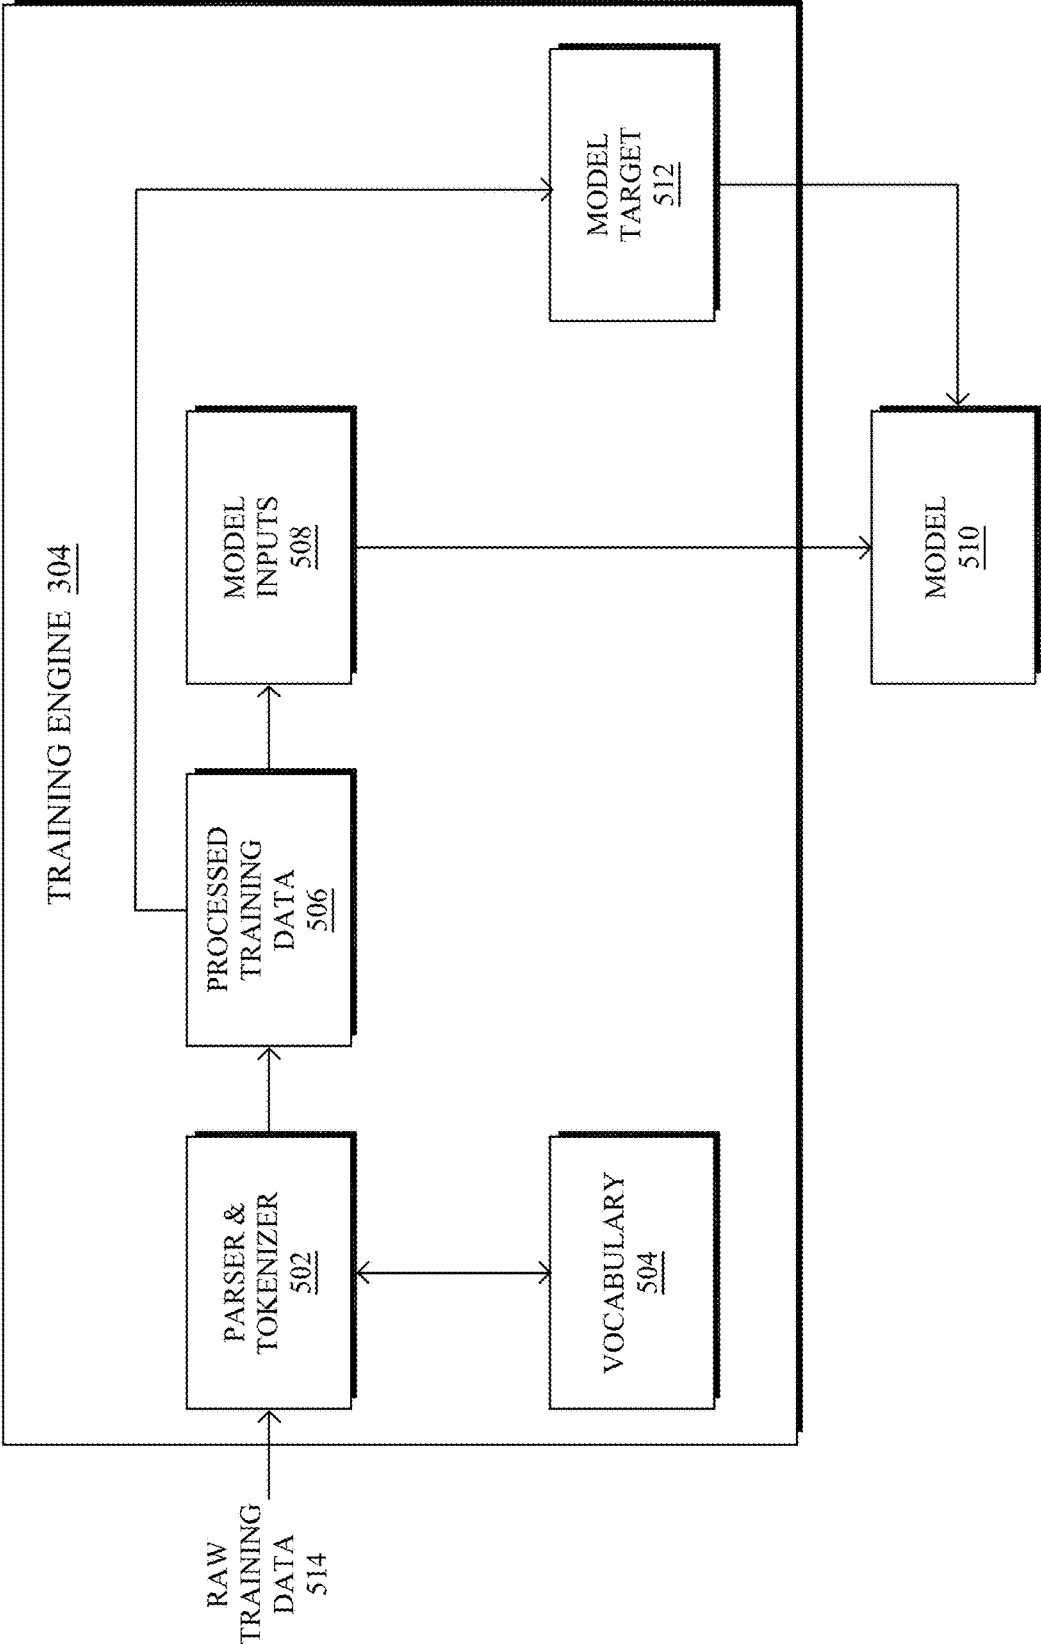 TRAINING ENGINE 304
RAW
TRAINING
DATA
514
PARSER &
TOKENIZER
502
PROCESSED
TRAINING
DATA
506
MODEL
INPUTS
508
VOCABULARY
504
MODEL
TARGET
512
MODEL
510